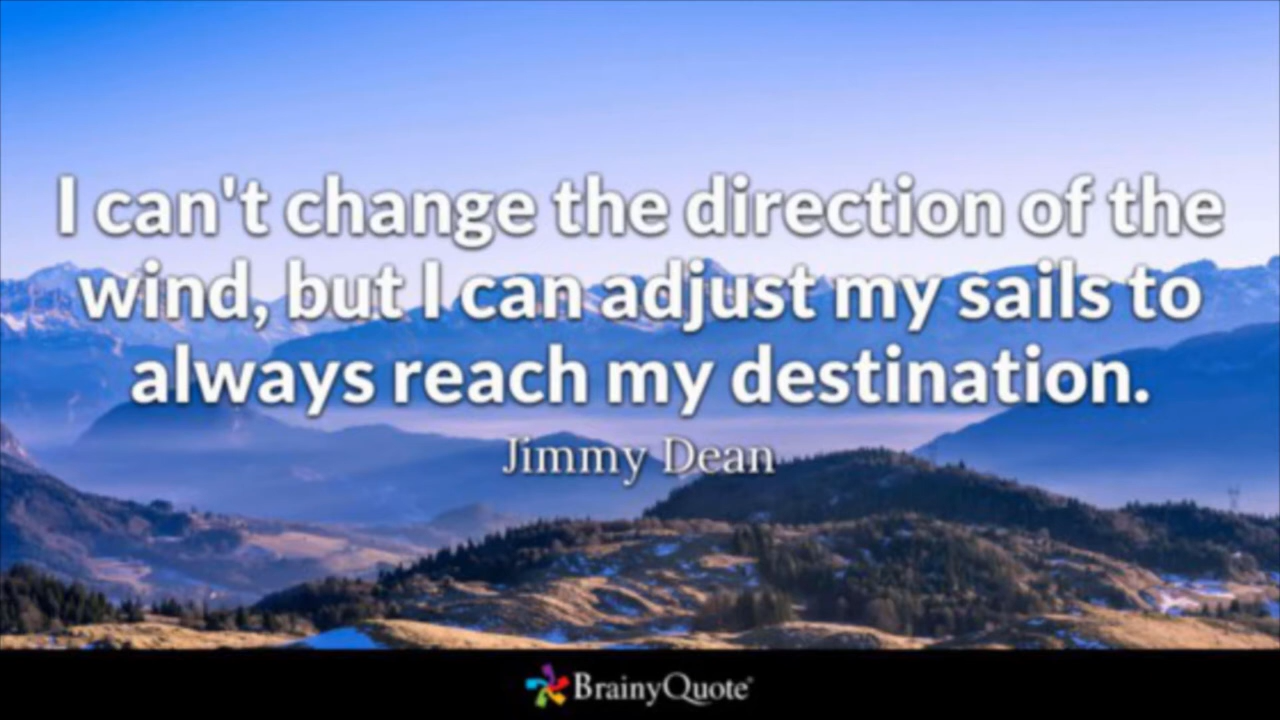 I can't change the direction of the
wind, but I can adjust my sails to
always reach my destination.
Jimmy Dean
BrainyQuote